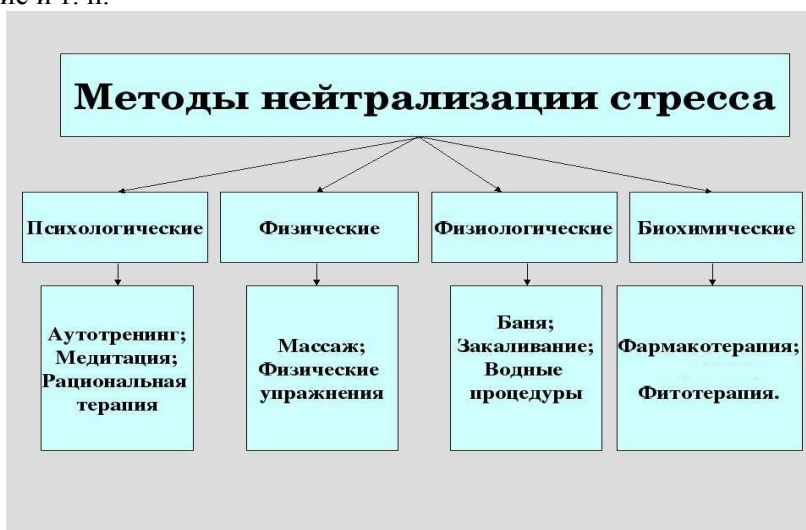 ие и т. п.
Методы нейтрализации стресса
Психологические
Физические
Физиологические
Биохимические
Аутотренинг;
Медитация;
Рациональная
терапия
Массаж;
Физические
упражнения
Баня;
Закаливание;
Водные
процедуры
Фармакотерапия;
Фитотерапия.